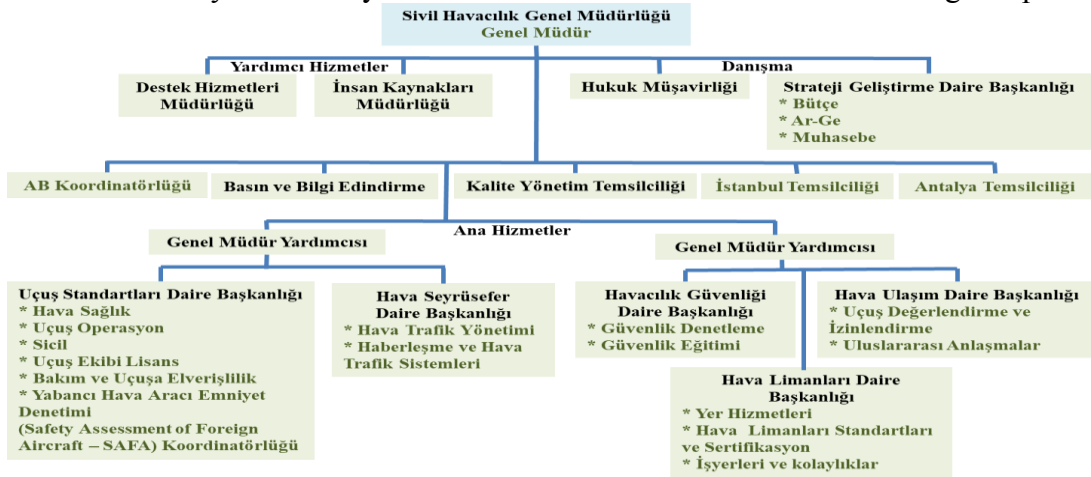 Sivil Havacılık Genel Müdürlüğü
Genel Müdür
Yardımcı Hizmetler
Danışma
Destek Hizmetleri
Müdürlüğü
İnsan Kaynakları
Müdürlüğü
Hukuk Müşavirliği
Strateji Geliştirme Daire Başkanlığı
* Bütçe
* Ar-Ge
* Muhasebe
AB Koordinatörlüğü
Basın ve Bilgi Edindirme
Kalite Yönetim Temsilciliği
İstanbul Temsilciliği
Antalya Temsilciliği
Ana Hizmetler
Genel Müdür Yardımcısı
Genel Müdür Yardımcısı
Uçuş Standartları Daire Başkanlığı
* Hava Sağlık
* Uçuş Operasyon
* Sicil
* Uçuş Ekibi Lisans
* Bakım ve Uçuşa Elverişlilik
* Yabancı Hava Aracı Emniyet
Denetimi
(Safety Assessment of Foreign
Aircraft – SAFA) Koordinatörlüğü
Hava Seyrüsefer
Daire Başkanlığı
* Hava Trafik Yönetimi
* Haberleşme ve Hava
Trafik Sistemleri
Havacılık Güvenliği
Daire Başkanlığı
* Güvenlik Denetleme
* Güvenlik Eğitimi
Hava Ulaşım Daire Başkanlığı
* Uçuş Değerlendirme ve
İzinlendirme
* Uluslararası Anlaşmalar
Hava Limanları Daire
Başkanlığı
* Yer Hizmetleri
* Hava Limanları Standartları
ve Sertifikasyon
* İşyerleri ve kolaylıklar